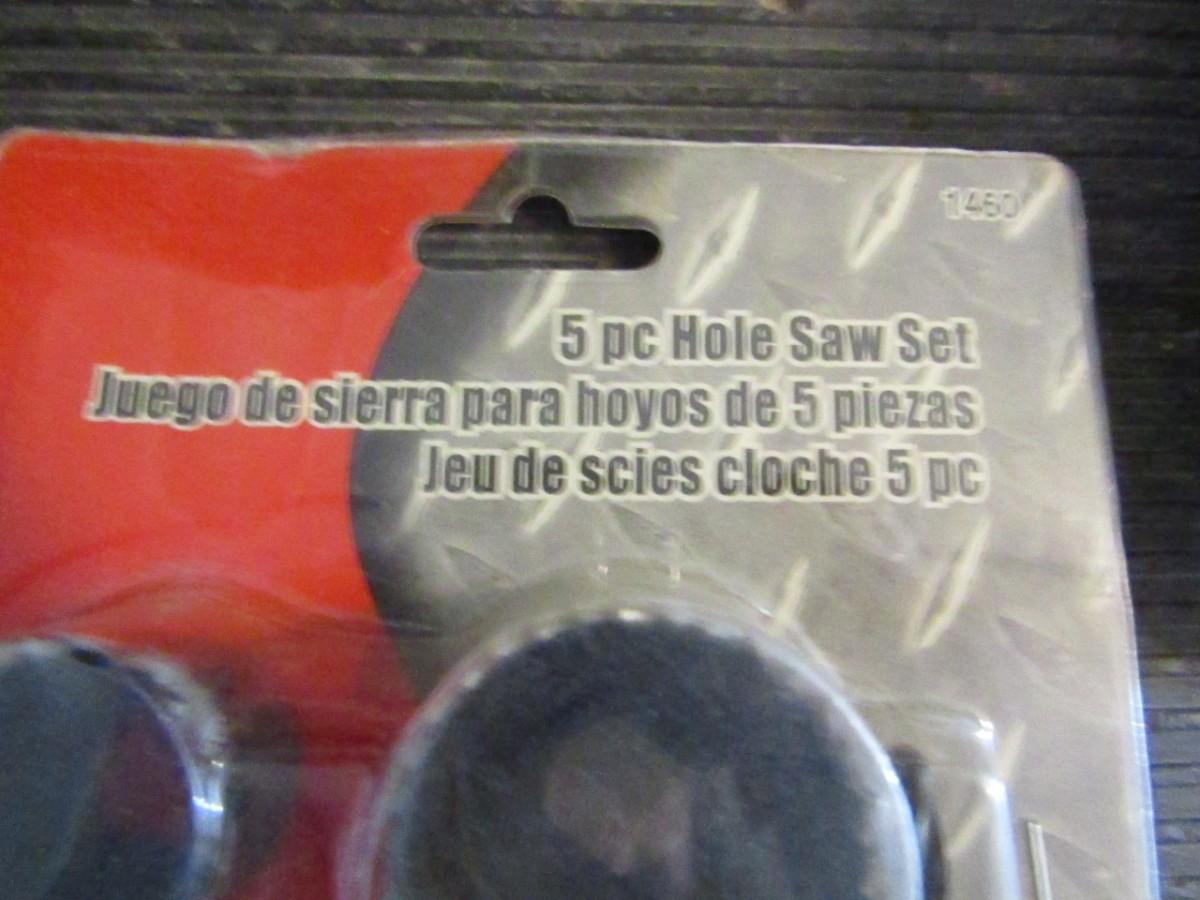 1460
5 pc Hole Saw Set
Juego de sierra para hoyos de 5 piezas
Jeu de scies cloche 5 pc